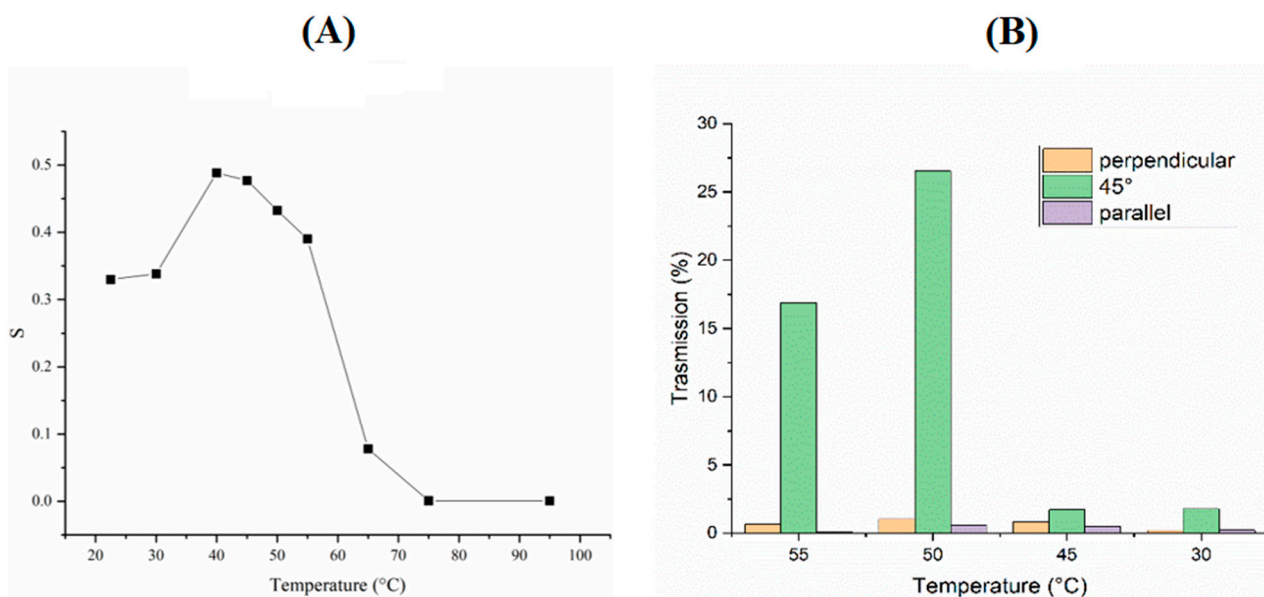 (A)
(B)
0.5
0.4
0.3
0.2
0.1
0.0
S
20 30 40 50 60 70 80 90 100
Temperature (°C)
30
25
20
15
10
5
0
Trasmission (%)
perpendicular
45°
parallel
55 50 45 30
Temperature (°C)